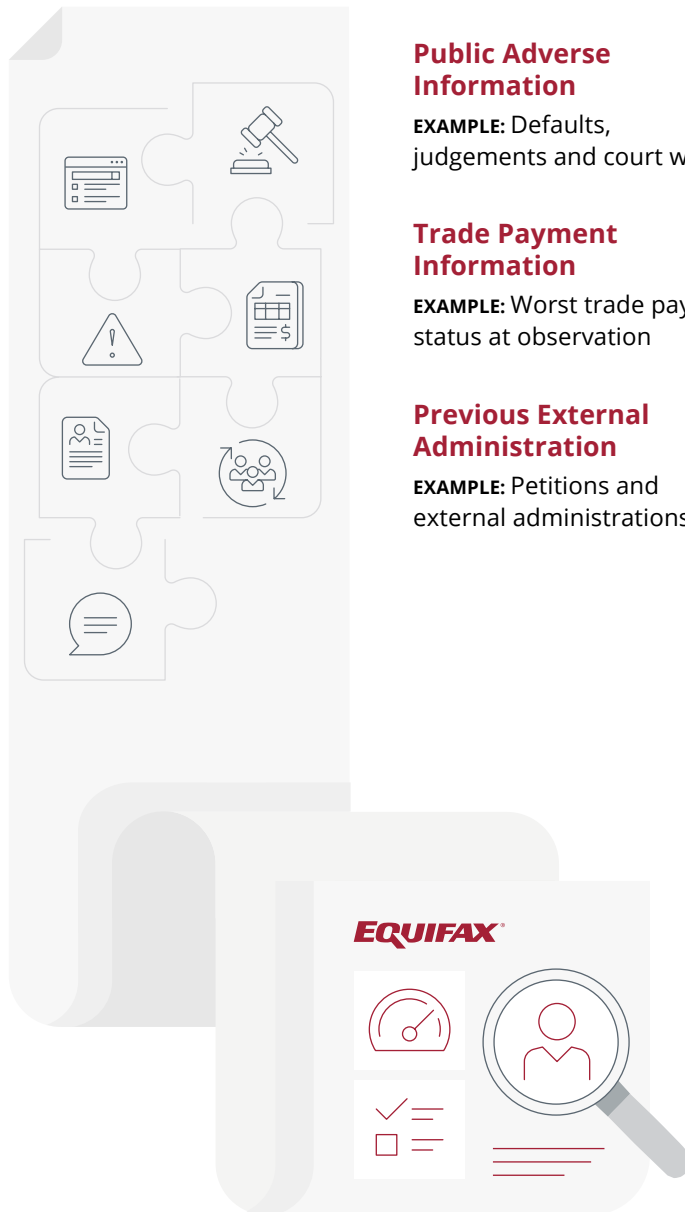 Public Adverse
Information
EXAMPLE: Defaults,
judgements and court
Trade Payment
Information
EXAMPLE: Worst trade
status at observation
Previous External
Administration
EXAMPLE: Petitions and
external administrations
EQUIFAX